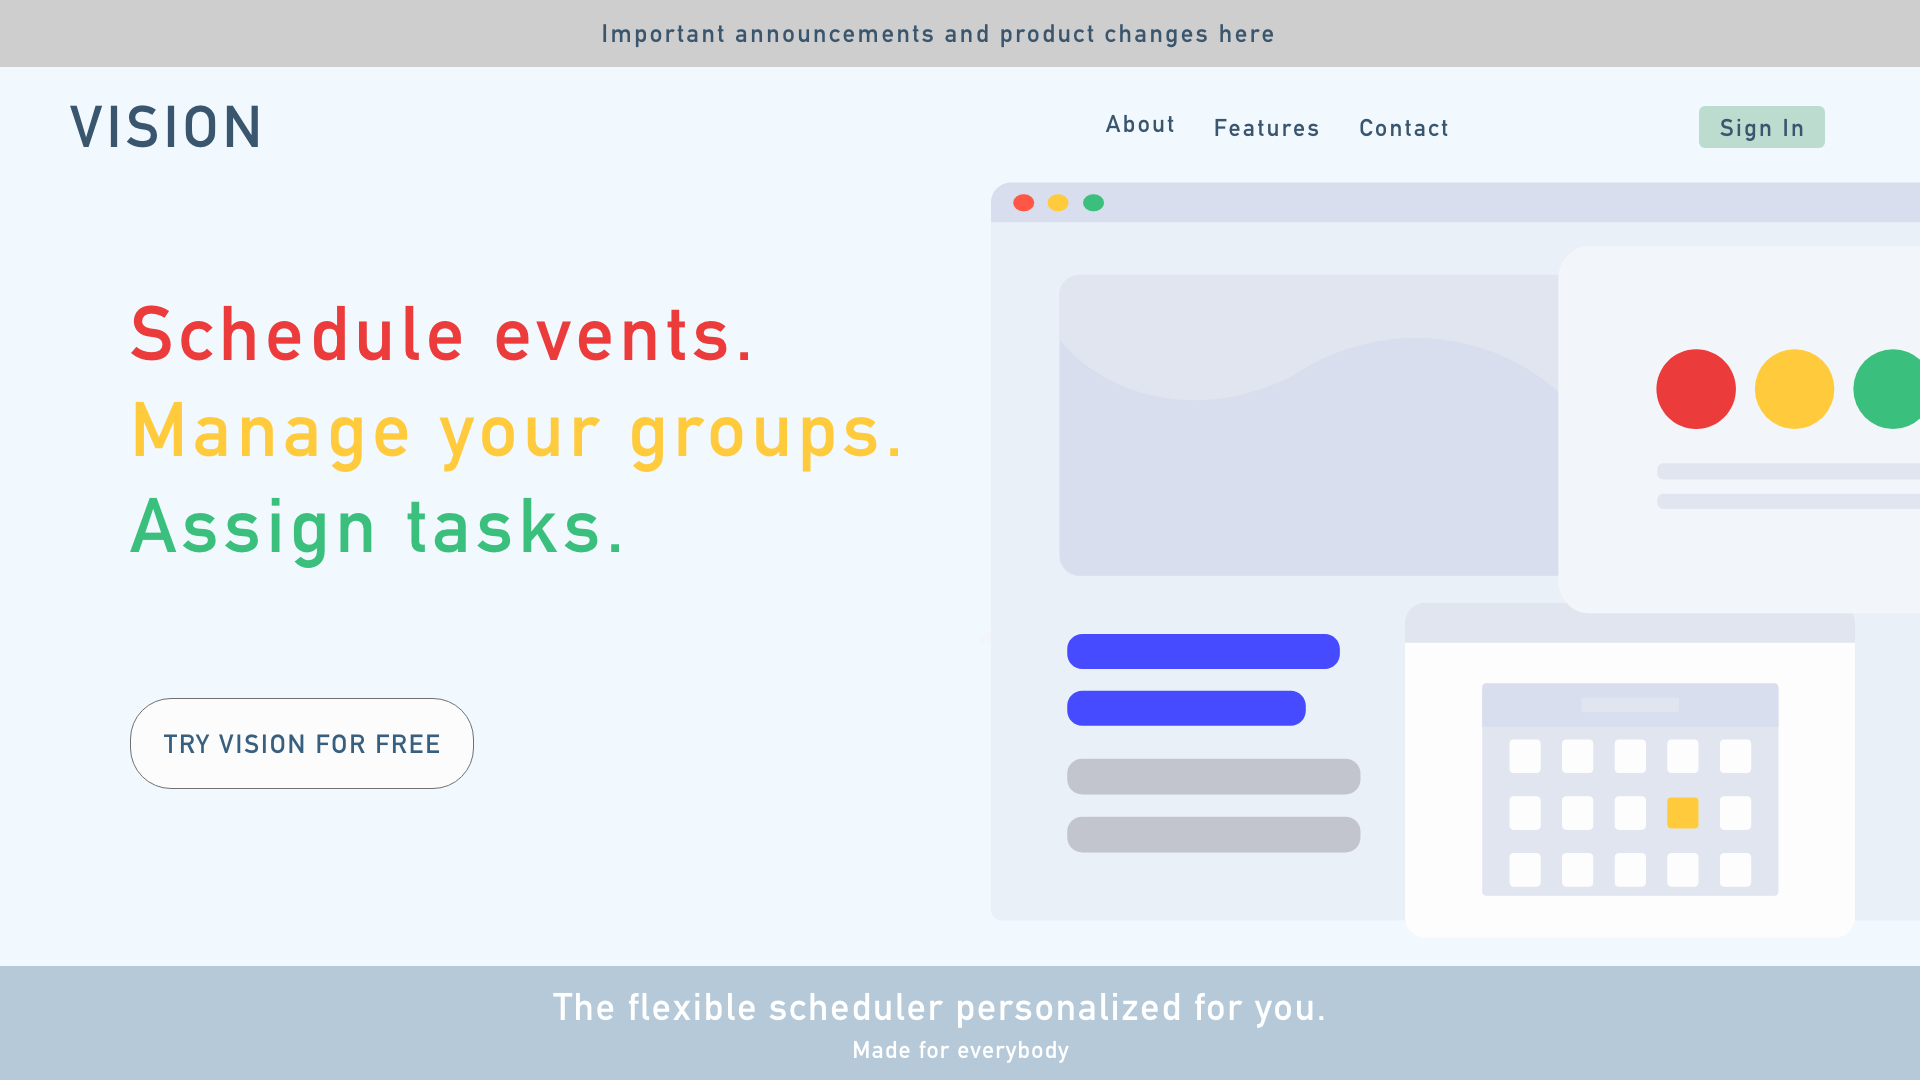 Important announcements and product changes here
VISION
About
Features
Contact
Sign In
Schedule events.
Manage your groups.
Assign tasks.
TRY VISION FOR FREE
The flexible scheduler personalized for you.
Made for everybody